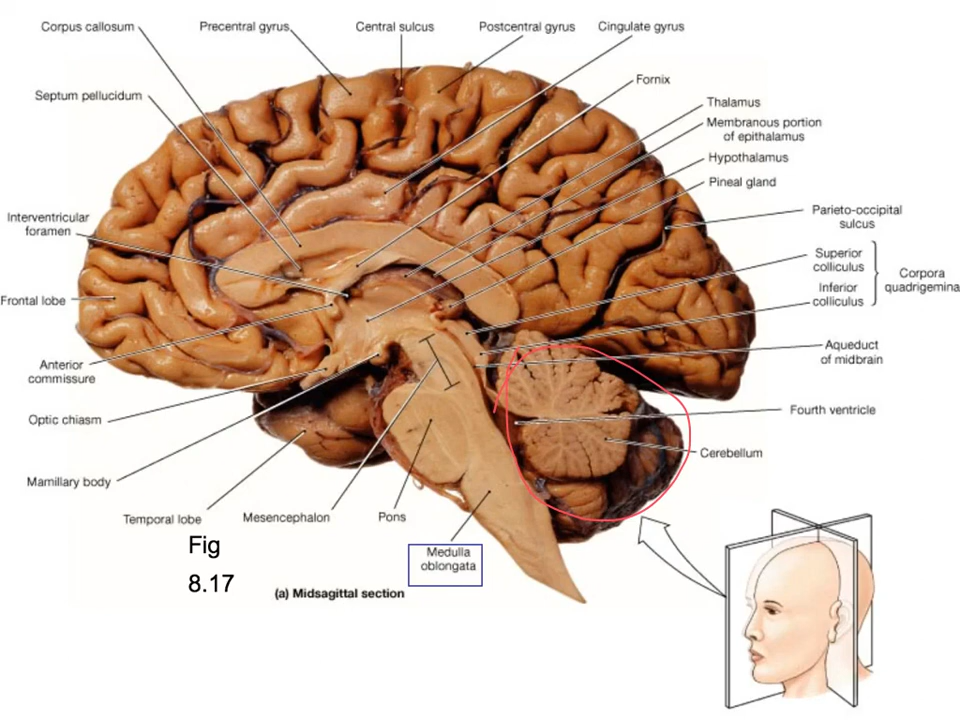 Corpus callosum
Precentral gyrus
Central sulcus
Postcentral gyrus
Cingulate gyrus
Septum pellucidum
Fornix
Thalamus
Membranous portion
of epithalamus
Hypothalamus
Pineal gland
Interventricular
foramen
Parieto-occipital
sulcus
Superior
colliculus
Inferior
colliculus
Corpora
quadrigemina
Frontal lobe
Anterior
commissure
Aqueduct
of midbrain
Optic chiasm
Fourth ventricle
Cerebellum
Mamillary body
Temporal lobe
Mesencephalon
Pons
Medulla
oblongata
Fig
8.17
(a) Midsagittal section